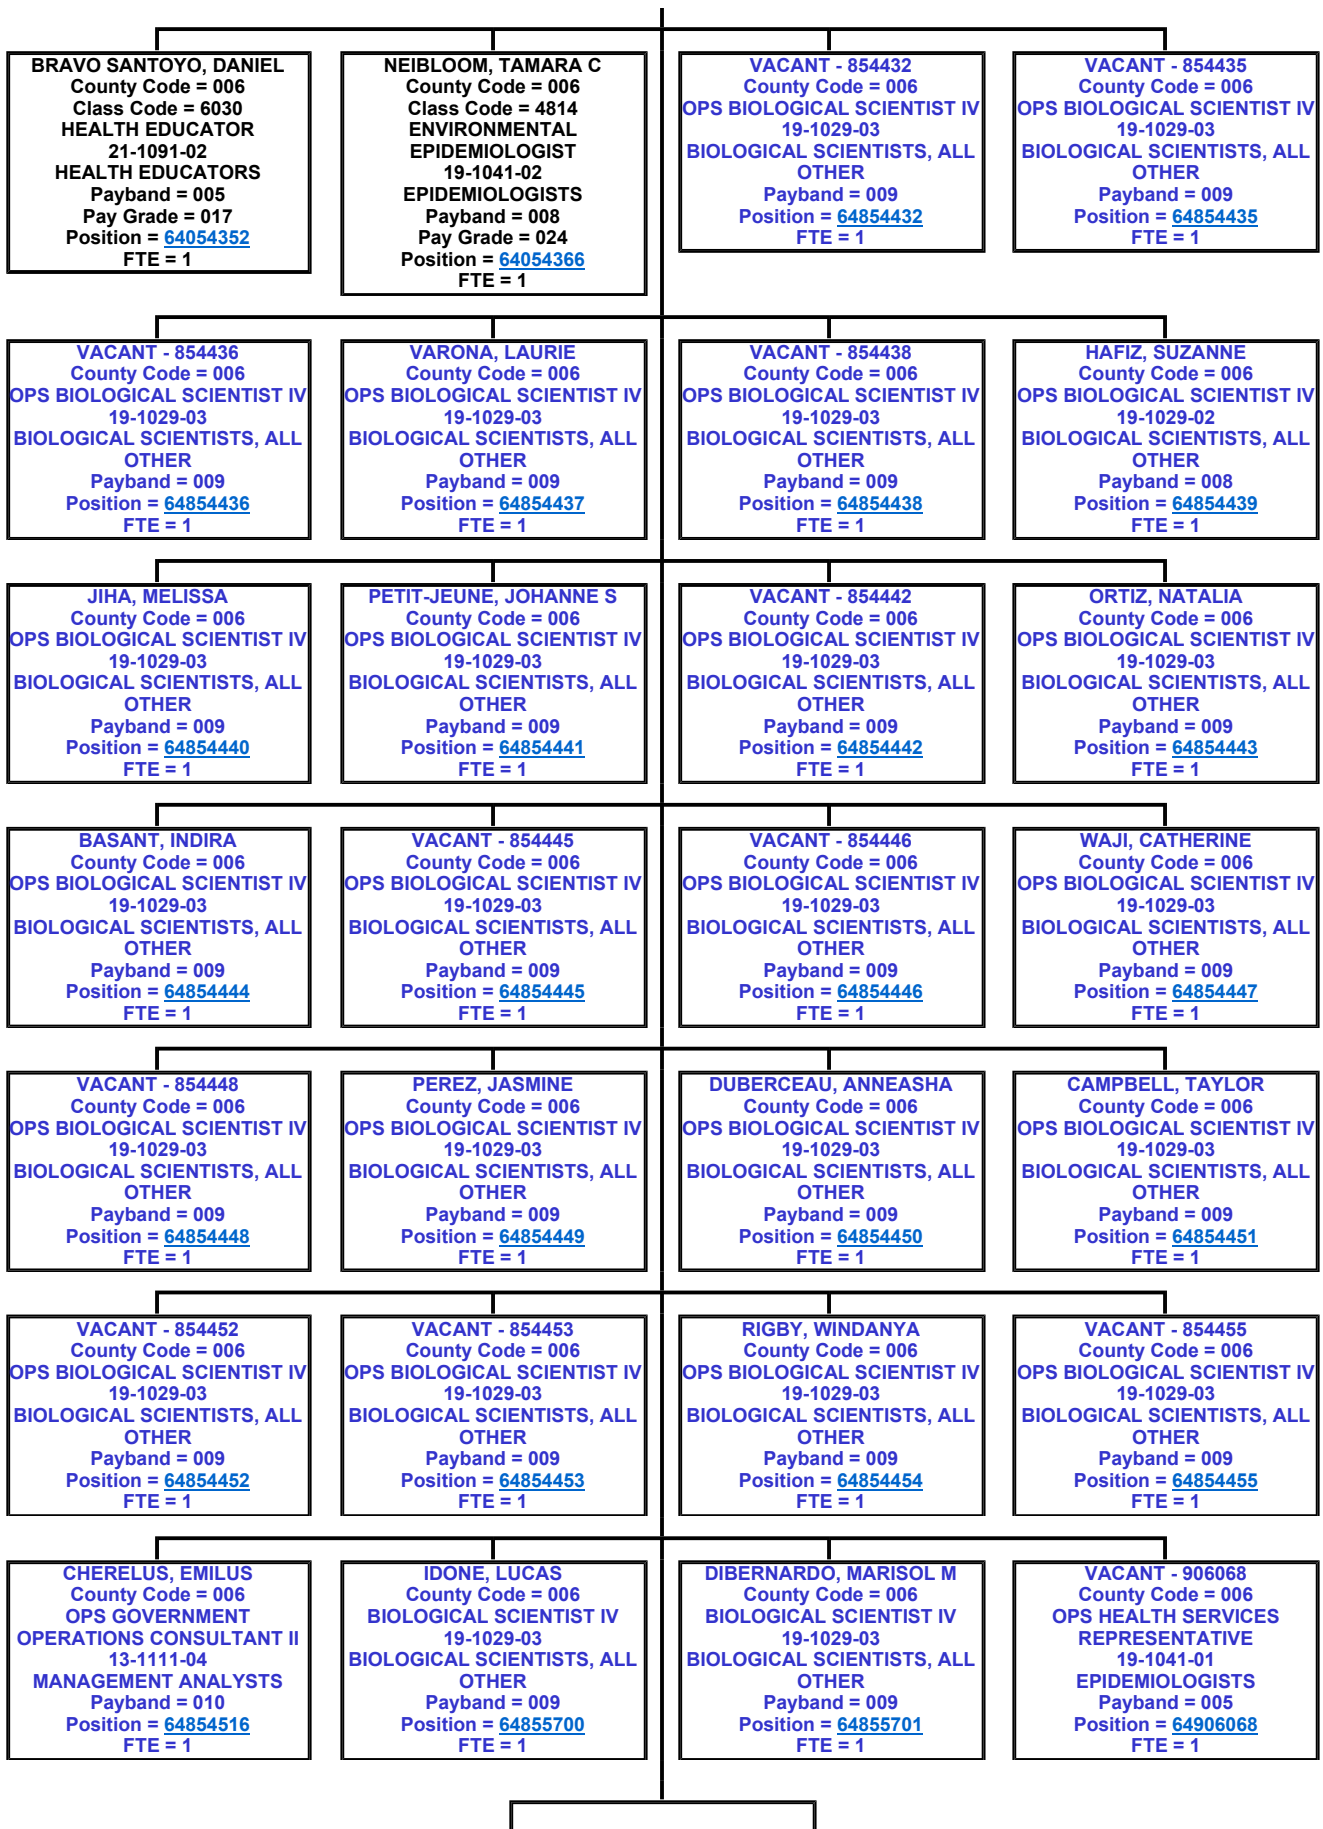 BRAVO SANTOYO, DANIEL
County Code = 006
Class Code = 6030
HEALTH EDUCATOR
21-1091-02
HEALTH EDUCATORS
Payband = 005
Pay Grade = 017
Position = 64054352
FTE = 1
NEIBLOOM, TAMARA C
County Code = 006
Class Code = 4814
ENVIRONMENTAL
EPIDEMIOLOGIST
19-1041-02
EPIDEMIOLOGISTS
Payband = 008
Pay Grade = 024
Position = 64054366
FTE = 1
VACANT - 854432
County Code = 006
OPS BIOLOGICAL SCIENTIST IV
19-1029-03
BIOLOGICAL SCIENTISTS, ALL
OTHER
Payband = 009
Position = 64854432
FTE = 1
VACANT - 854435
County Code = 006
OPS BIOLOGICAL SCIENTIST IV
19-1029-03
BIOLOGICAL SCIENTISTS, ALL
OTHER
Payband = 009
Position = 64854435
FTE = 1
VACANT - 854436
County Code = 006
OPS BIOLOGICAL SCIENTIST IV
19-1029-03
BIOLOGICAL SCIENTISTS, ALL
OTHER
Payband = 009
Position = 64854436
FTE = 1
VARONA, LAURIE
County Code = 006
OPS BIOLOGICAL SCIENTIST IV
19-1029-03
BIOLOGICAL SCIENTISTS, ALL
OTHER
Payband = 009
Position = 64854437
FTE = 1
VACANT - 854438
County Code = 006
OPS BIOLOGICAL SCIENTIST IV
19-1029-03
BIOLOGICAL SCIENTISTS, ALL
OTHER
Payband = 009
Position = 64854438
FTE = 1
HAFIZ, SUZANNE
County Code = 006
OPS BIOLOGICAL SCIENTIST IV
19-1029-02
BIOLOGICAL SCIENTISTS, ALL
OTHER
Payband = 008
Position = 64854439
FTE = 1
JIHA, MELISSA
County Code = 006
OPS BIOLOGICAL SCIENTIST IV
19-1029-03
BIOLOGICAL SCIENTISTS, ALL
OTHER
Payband = 009
Position = 64854440
FTE = 1
PETIT-JEUNE, JOHANNE S
County Code = 006
OPS BIOLOGICAL SCIENTIST IV
19-1029-03
BIOLOGICAL SCIENTISTS, ALL
OTHER
Payband = 009
Position = 64854441
FTE = 1
VACANT - 854442
County Code = 006
OPS BIOLOGICAL SCIENTIST IV
19-1029-03
BIOLOGICAL SCIENTISTS, ALL
OTHER
Payband = 009
Position = 64854442
FTE = 1
ORTIZ, NATALIA
County Code = 006
OPS BIOLOGICAL SCIENTIST IV
19-1029-03
BIOLOGICAL SCIENTISTS, ALL
OTHER
Payband = 009
Position = 64854443
FTE = 1
BASANT, INDIRA
County Code = 006
OPS BIOLOGICAL SCIENTIST IV
19-1029-03
BIOLOGICAL SCIENTISTS, ALL
OTHER
Payband = 009
Position = 64854444
FTE = 1
VACANT - 854445
County Code = 006
OPS BIOLOGICAL SCIENTIST IV
19-1029-03
BIOLOGICAL SCIENTISTS, ALL
OTHER
Payband = 009
Position = 64854445
FTE = 1
VACANT - 854446
County Code = 006
OPS BIOLOGICAL SCIENTIST IV
19-1029-03
BIOLOGICAL SCIENTISTS, ALL
OTHER
Payband = 009
Position = 64854446
FTE = 1
WAJI, CATHERINE
County Code = 006
OPS BIOLOGICAL SCIENTIST IV
19-1029-03
BIOLOGICAL SCIENTISTS, ALL
OTHER
Payband = 009
Position = 64854447
FTE = 1
VACANT - 854448
County Code = 006
OPS BIOLOGICAL SCIENTIST IV
19-1029-03
BIOLOGICAL SCIENTISTS, ALL
OTHER
Payband = 009
Position = 64854448
FTE = 1
PEREZ, JASMINE
County Code = 006
OPS BIOLOGICAL SCIENTIST IV
19-1029-03
BIOLOGICAL SCIENTISTS, ALL
OTHER
Payband = 009
Position = 64854449
FTE = 1
DUBERCEAU, ANNEASHA
County Code = 006
OPS BIOLOGICAL SCIENTIST IV
19-1029-03
BIOLOGICAL SCIENTISTS, ALL
OTHER
Payband = 009
Position = 64854450
FTE = 1
CAMPBELL, TAYLOR
County Code = 006
OPS BIOLOGICAL SCIENTIST IV
19-1029-03
BIOLOGICAL SCIENTISTS, ALL
OTHER
Payband = 009
Position = 64854451
FTE = 1
VACANT - 854452
County Code = 006
OPS BIOLOGICAL SCIENTIST IV
19-1029-03
BIOLOGICAL SCIENTISTS, ALL
OTHER
Payband = 009
Position = 64854452
FTE = 1
VACANT - 854453
County Code = 006
OPS BIOLOGICAL SCIENTIST IV
19-1029-03
BIOLOGICAL SCIENTISTS, ALL
OTHER
Payband = 009
Position = 64854453
FTE = 1
RIGBY, WINDANYA
County Code = 006
OPS BIOLOGICAL SCIENTIST IV
19-1029-03
BIOLOGICAL SCIENTISTS, ALL
OTHER
Payband = 009
Position = 64854454
FTE = 1
VACANT - 854455
County Code = 006
OPS BIOLOGICAL SCIENTIST IV
19-1029-03
BIOLOGICAL SCIENTISTS, ALL
OTHER
Payband = 009
Position = 64854455
FTE = 1
CHERELUS, EMILUS
County Code = 006
OPS GOVERNMENT
OPERATIONS CONSULTANT II
13-1111-04
MANAGEMENT ANALYSTS
Payband = 010
Position = 64854516
FTE = 1
IDONE, LUCAS
County Code = 006
BIOLOGICAL SCIENTIST IV
19-1029-03
BIOLOGICAL SCIENTISTS, ALL
OTHER
Payband = 009
Position = 64855700
FTE = 1
DIBERNARDO, MARISOL M
County Code = 006
BIOLOGICAL SCIENTIST IV
19-1029-03
BIOLOGICAL SCIENTISTS, ALL
OTHER
Payband = 009
Position = 64855701
FTE = 1
VACANT - 906068
County Code = 006
OPS HEALTH SERVICES
REPRESENTATIVE
19-1041-01
EPIDEMIOLOGISTS
Payband = 005
Position = 64906068
FTE = 1